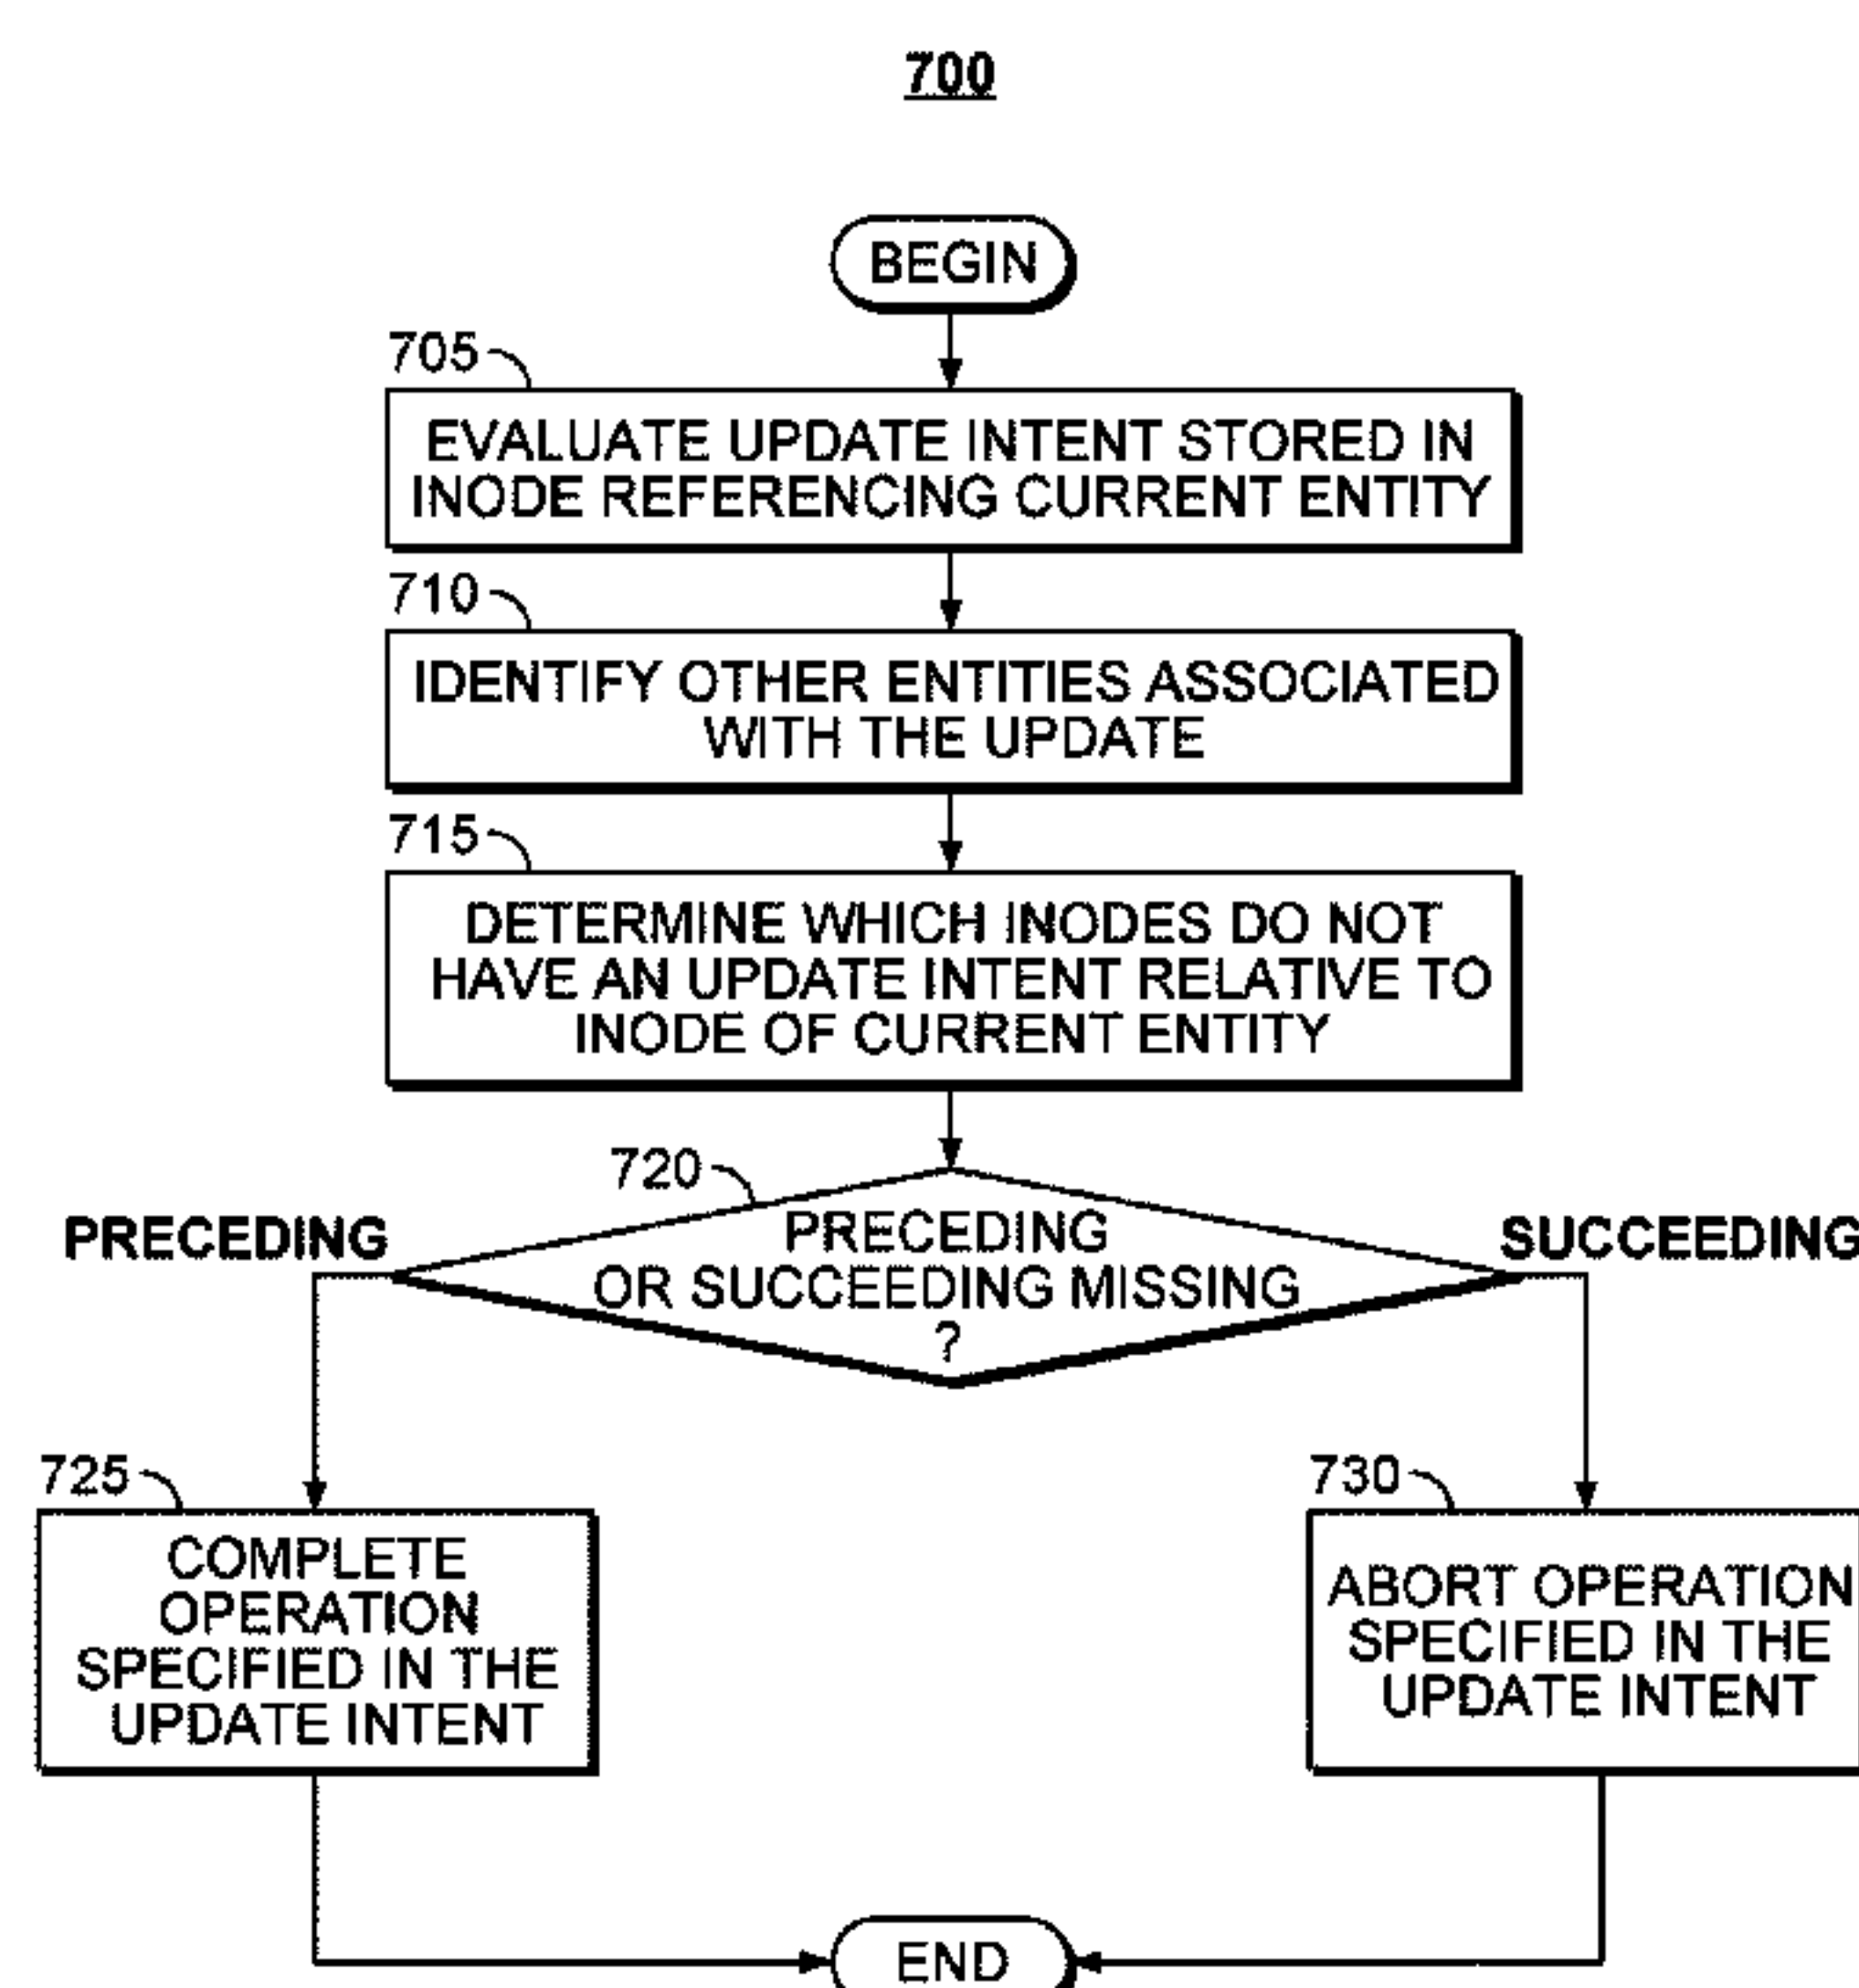 700
BEGIN
705
EVALUATE UPDATE INTENT STORED IN
INODE REFERENCING CURRENT ENTITY
710
IDENTIFY OTHER ENTITIES ASSOCIATED
WITH THE UPDATE
715
DETERMINE WHICH INODES DO NOT
HAVE AN UPDATE INTENT RELATIVE TO
INODE OF CURRENT ENTITY
720
PRECEDING
OR SUCCEEDING MISSING
?
PRECEDING
SUCCEEDING
725
COMPLETE
OPERATION
SPECIFIED IN THE
UPDATE INTENT
730
ABORT OPERATION
SPECIFIED IN THE
UPDATE INTENT
END